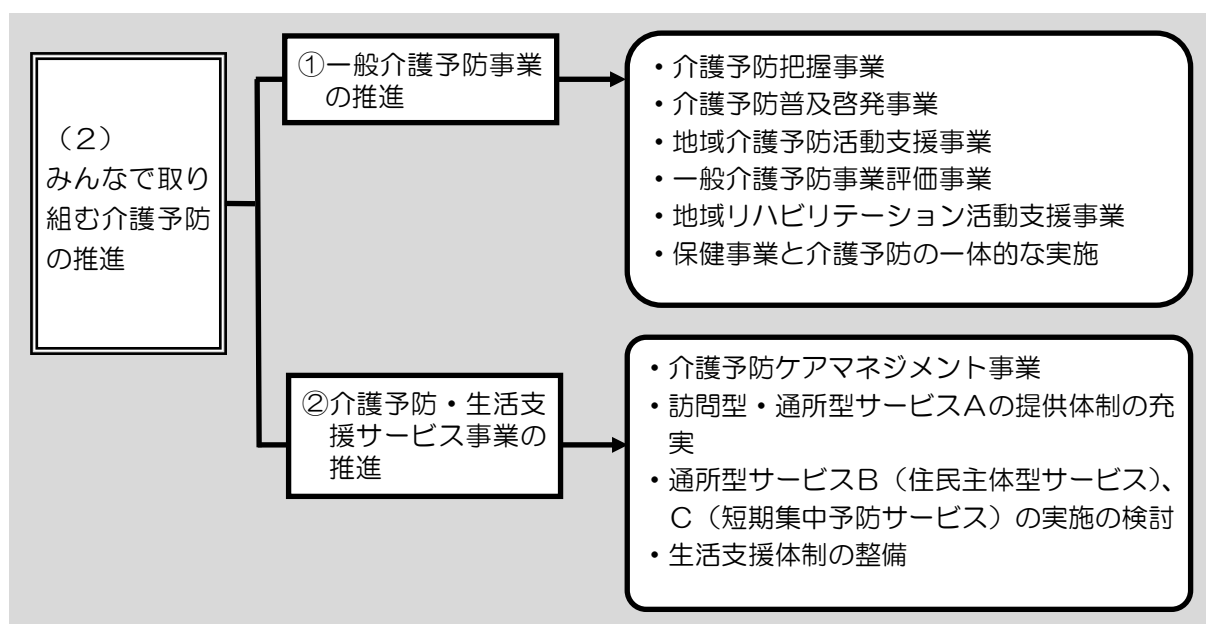 （２）
みんなで取り
組む介護予防
の推進
①一般介護予防事業
の推進
・介護予防把握事業
・介護予防普及啓発事業
・地域介護予防活動支援事業
・一般介護予防事業評価事業
・地域リハビリテーション活動支援事業
・保健事業と介護予防の一体的な実施
②介護予防・生活支
援サービス事業の
推進
・介護予防ケアマネジメント事業
・訪問型・通所型サービスＡの提供体制の充
実
・通所型サービスＢ（住民主体型サービス）、
Ｃ（短期集中予防サービス）の実施の検討
・生活支援体制の整備